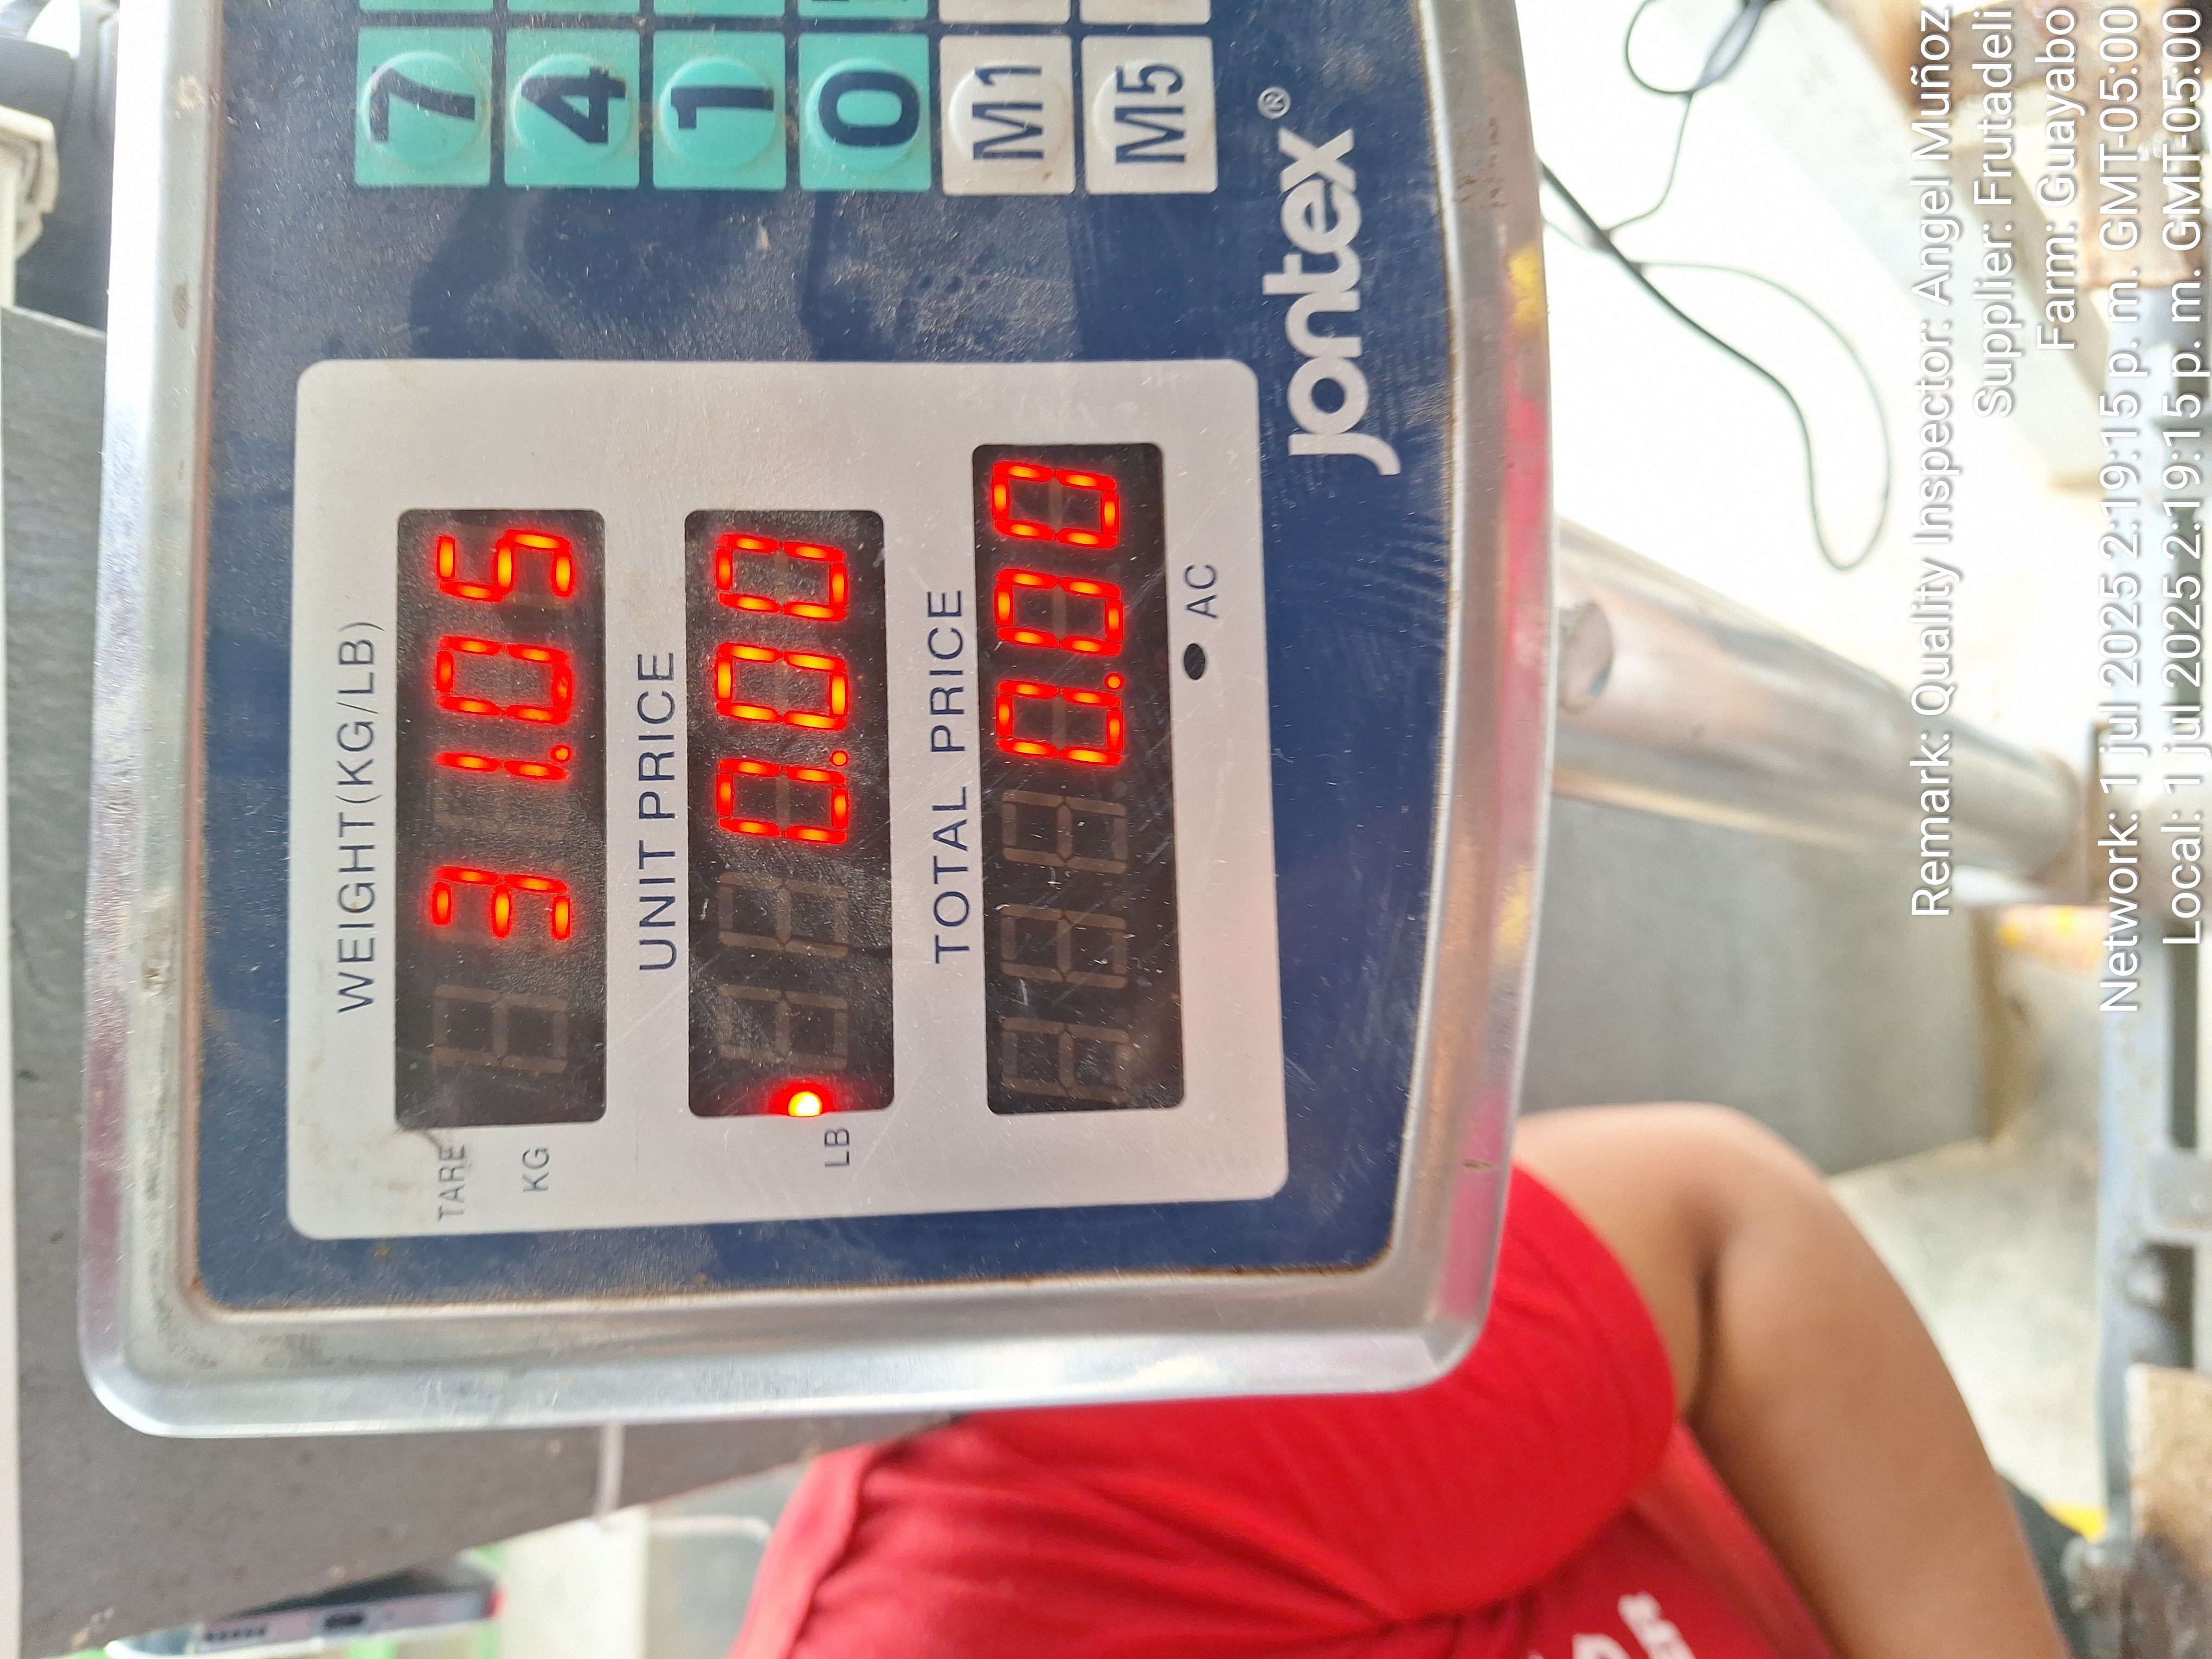 WEIGHT(KG/LB)
TARE
KG
31.05
UNIT PRICE
LB
0.00
TOTAL PRICE
0.00
AC
7
4
1
0
M1
M5
jontex®
Remark: Quality Inspector: Angel Muñoz
Supplier: Frutadeli
Farm: Guayabo
Network: 1 jul 2025 2:19:15 p. m. GMT-05:00
Local: 1 jul 2025 2:19:15 p. m. GMT-05:00